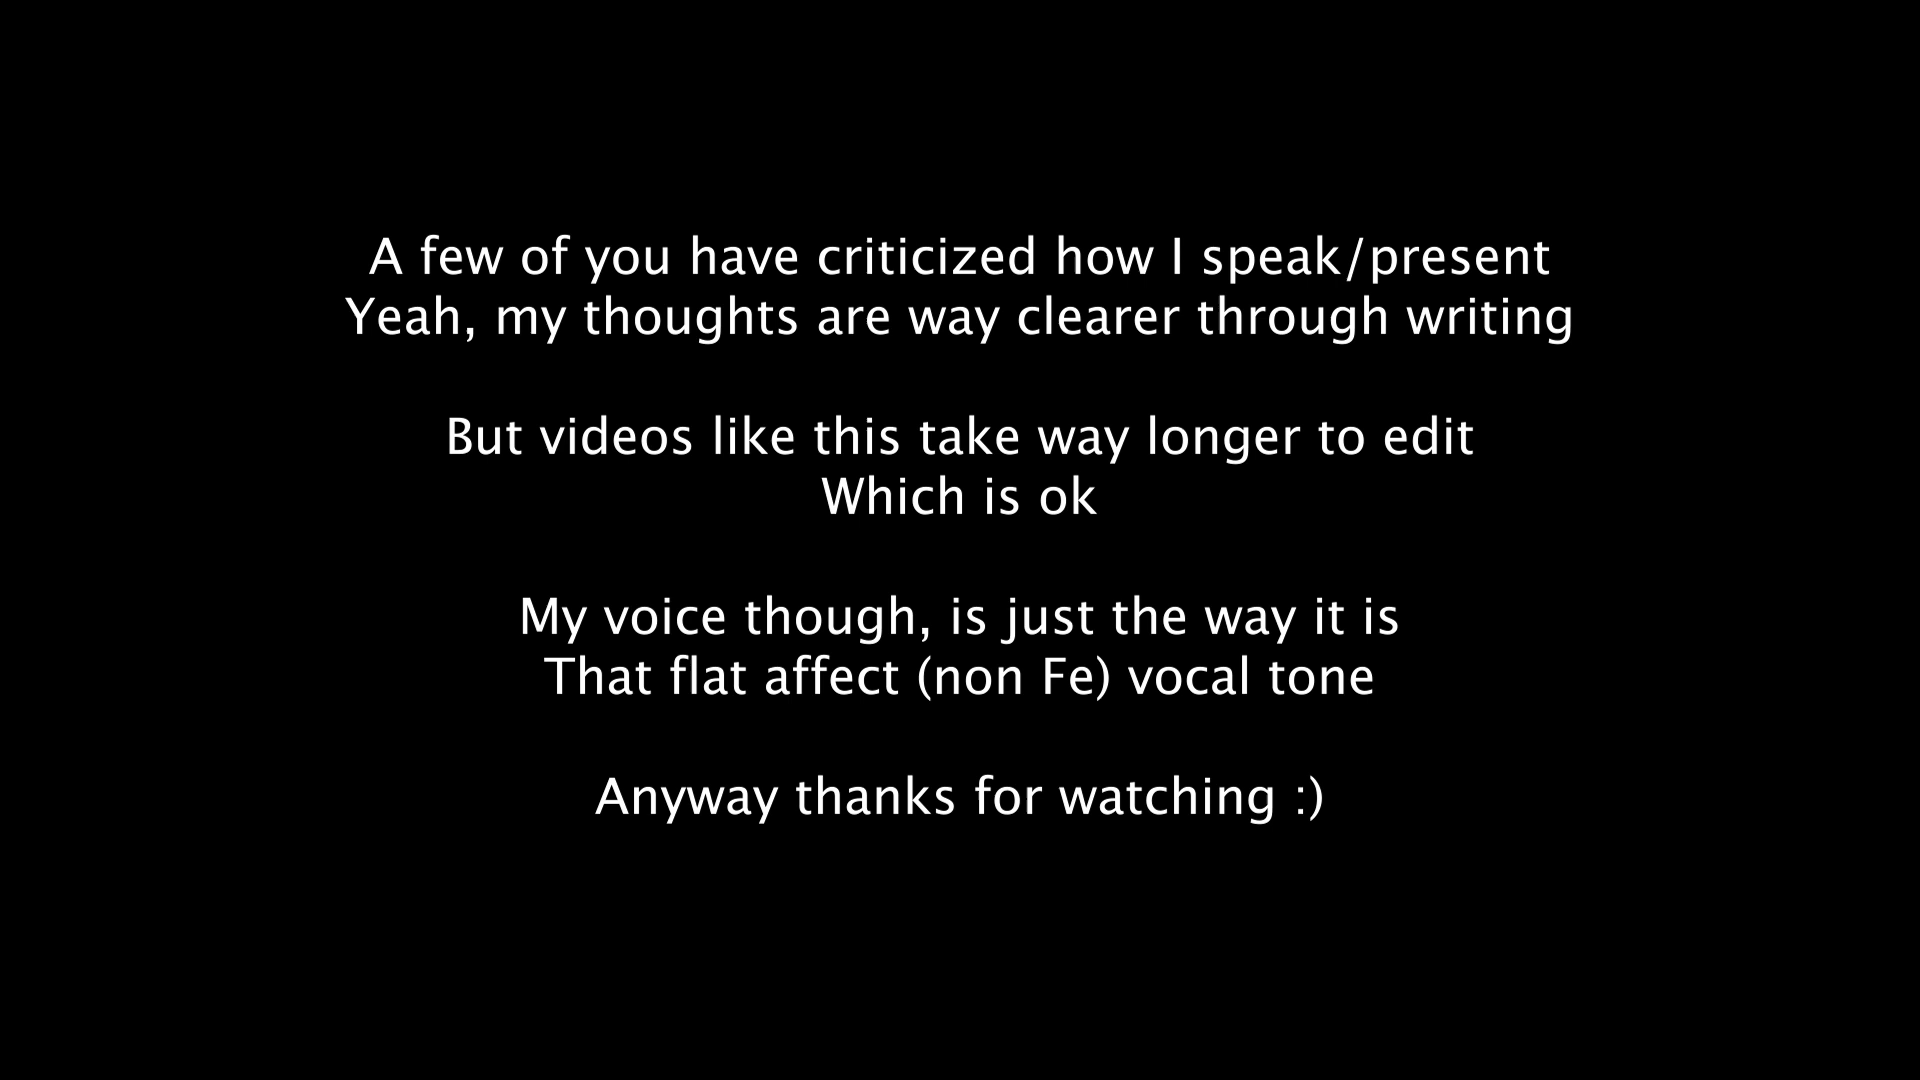 A few of you have criticized how I speak/present
Yeah, my thoughts are way clearer through writing
But videos like this take way longer to edit
Which is ok
My voice though, is just the way it is
That flat affect (non Fe) vocal tone
Anyway thanks for watching :)